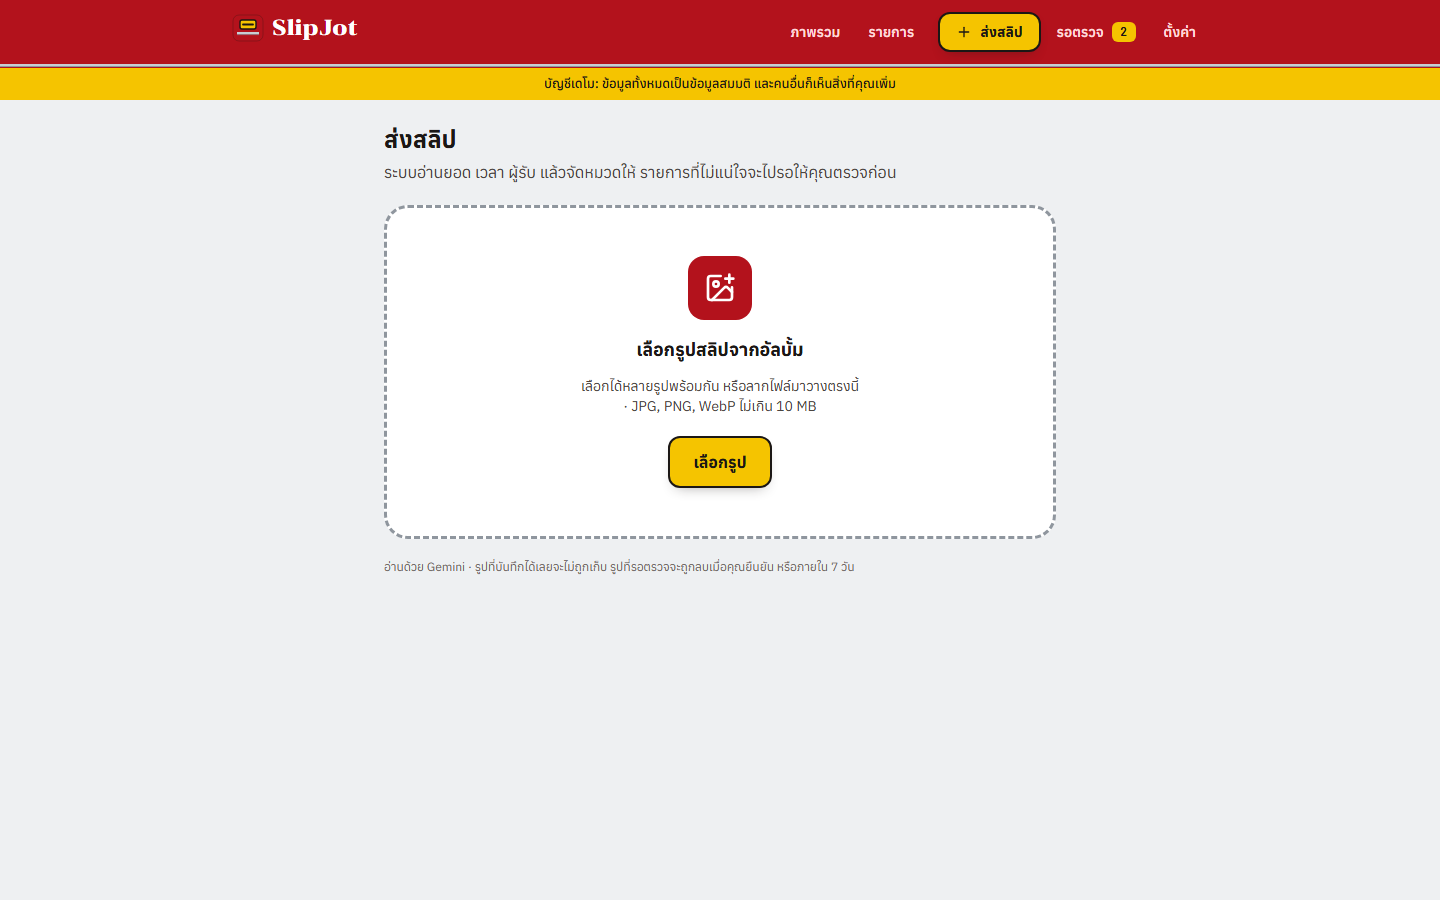 SlipJot
ภาพรวม
รายการ
ส่งสลิป
รอตรวจ 2
ตั้งค่า
บัญชีเดโม: ข้อมูลทั้งหมดเป็นข้อมูลสมมติ และคนอื่นก็เห็นสิ่งที่คุณเพิ่ม
ส่งสลิป
ระบบอ่านยอด เวลา ผู้รับ แล้วจัดหมวดให้ รายการที่ไม่แน่ใจจะไปรอให้คุณตรวจก่อน
เลือกรูปสลิปจากอัลบั้ม
เลือกได้หลายรูปพร้อมกัน หรือลากไฟล์มาวางตรงนี้
· JPG, PNG, WebP ไม่เกิน 10 MB
เลือกรูป
อ่านด้วย Gemini · รูปที่บันทึกได้เลยจะไม่ถูกเก็บ รูปที่รอตรวจจะถูกลบเมื่อคุณยืนยัน หรือภายใน 7 วัน